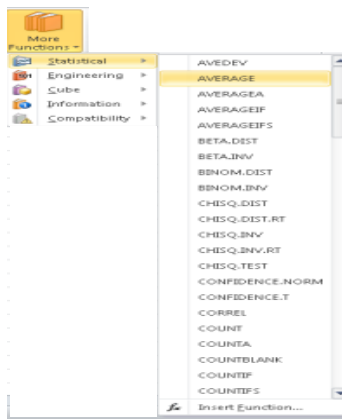 More
Functions
Statistical
Engineering
Cube
Information
Compatibility
AVEDEV
AVERAGE
AVERAGEA
AVERAGEIF
AVERAGEIFS
BETA.DIST
BETA.INV
BINOM.DIST
BINOM.INV
CHISQ.DIST
CHISQ.DIST.RT
CHISQ.INV
CHISQ.INV.RT
CHISQ.TEST
CONFIDENCE.NORM
CONFIDENCE.T
CORREL
COUNT
COUNTA
COUNTBLANK
COUNTIF
COUNTIFS
fx Insert Function...